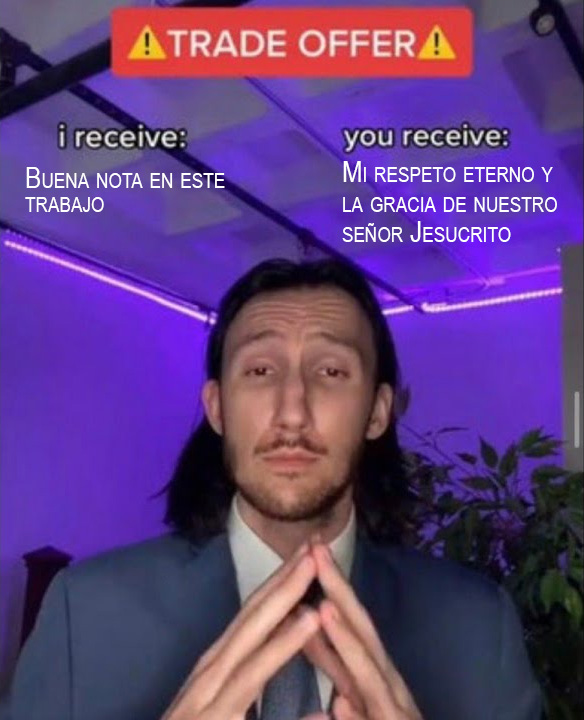 ⚠️TRADE OFFER⚠️
i receive:
you receive:
Buena nota en este
trabajo
Mi respeto eterno y
la gracia de nuestro
señor Jesucrito